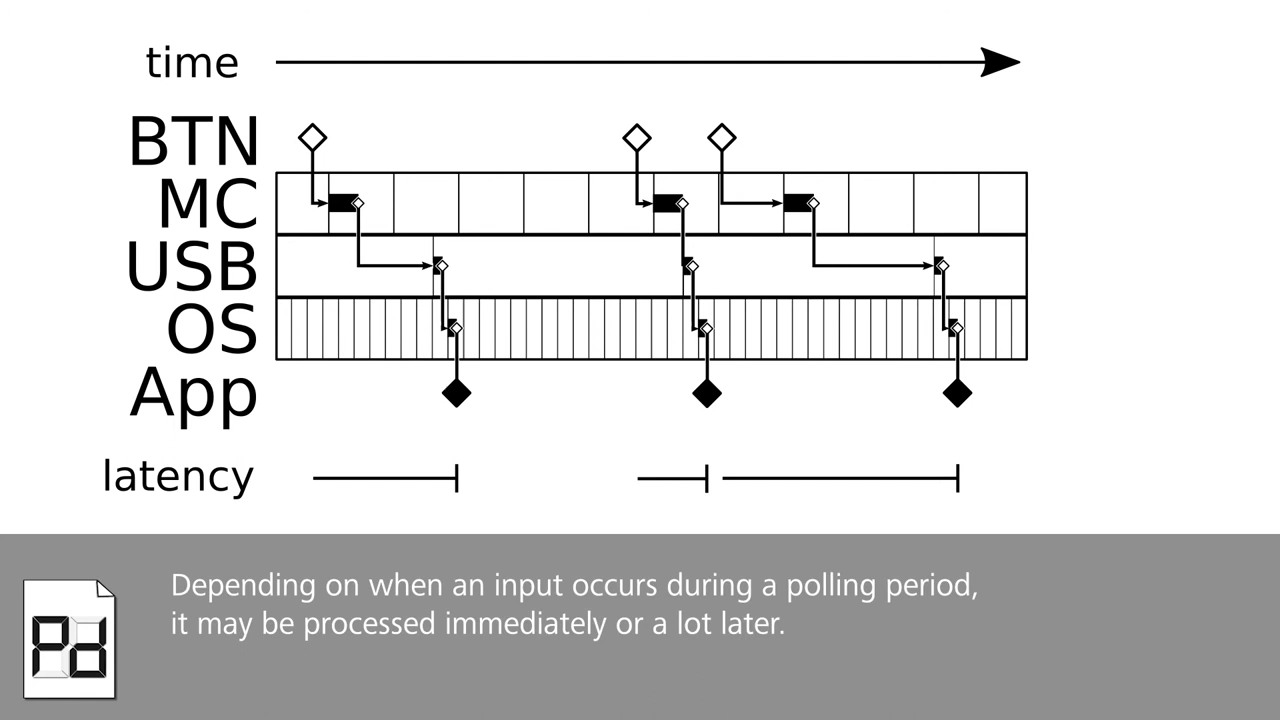 time
BTN
MC
USB
OS
App
latency
Depending on when an input occurs during a polling period,
it may be processed immediately or a lot later.
Pd